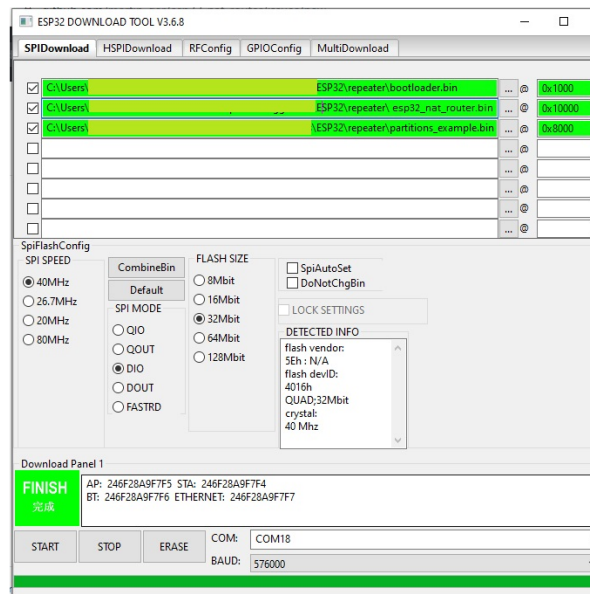 ESP32 DOWNLOAD TOOL V3.6.8
SPIDownload HSPIDownload RFConfig GPIOConfig MultiDownload
C:\Users\ ESP32\repeater\bootloader.bin ... @ 0x1000
C:\Users\ ESP32\repeater\ esp32_nat_router.bin ... @ 0x10000
C:\Users\ \ESP32\repeater\partitions_example.bin ... @ 0x8000
... @
... @
... @
... @
... @
SpiFlashConfig
SPI SPEED
40MHz
26.7MHz
20MHz
80MHz
CombineBin
Default
SPI MODE
QIO
QOUT
DIO
DOUT
FASTRD
FLASH SIZE
8Mbit
16Mbit
32Mbit
64Mbit
128Mbit
SpiAutoSet
DoNotChgBin
LOCK SETTINGS
DETECTED INFO
flash vendor:
5Eh : N/A
flash devID:
4016h
QUAD;32Mbit
crystal:
40 Mhz
Download Panel 1
FINISH
完成
AP: 246F28A9F7F5 STA: 246F28A9F7F4
BT: 246F28A9F7F6 ETHERNET: 246F28A9F7F7
START STOP ERASE
COM: COM18
BAUD: 576000